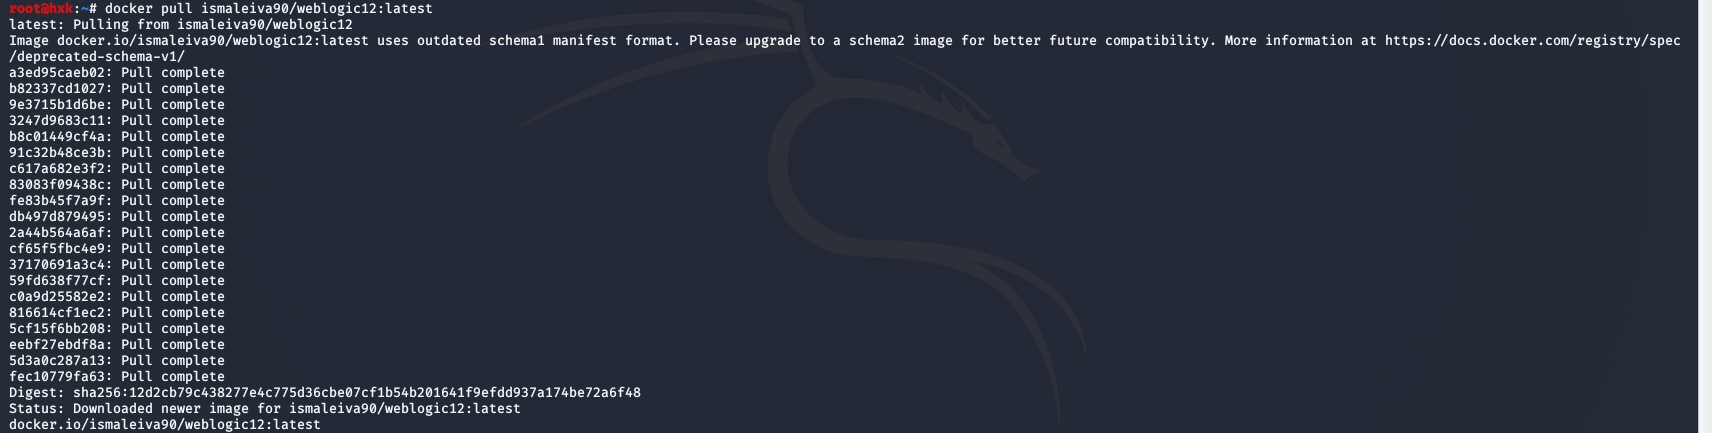 root@hxk:~# docker pull ismaleiva90/weblogic12:latest
latest: Pulling from ismaleiva90/weblogic12
Image docker.io/ismaleiva90/weblogic12:latest uses outdated schema1 manifest format. Please upgrade to a schema2 image for better future compatibility. More information at https://docs.docker.com/registry/spec
/deprecated-schema-v1/
a3ed95caeb02: Pull complete
b82337cd1027: Pull complete
9e3715b1d6be: Pull complete
3247d9683c11: Pull complete
b8c01449cf4a: Pull complete
91c32b48ce3b: Pull complete
c617a682e3f2: Pull complete
83083f09438c: Pull complete
fe83b45f7a9f: Pull complete
db497d879495: Pull complete
2a44b564a6af: Pull complete
cf65f5fbc4e9: Pull complete
37170691a3c4: Pull complete
59fd638f77cf: Pull complete
c0a9d25582e2: Pull complete
816614cf1ec2: Pull complete
5cf15f6bb208: Pull complete
eebf27ebdf8a: Pull complete
5d3a0c287a13: Pull complete
fec10779fa63: Pull complete
Digest: sha256:12d2cb79c438277e4c775d36cbe07cf1b54b201641f9efdd937a174be72a6f48
Status: Downloaded newer image for ismaleiva90/weblogic12:latest
docker.io/ismaleiva90/weblogic12:latest